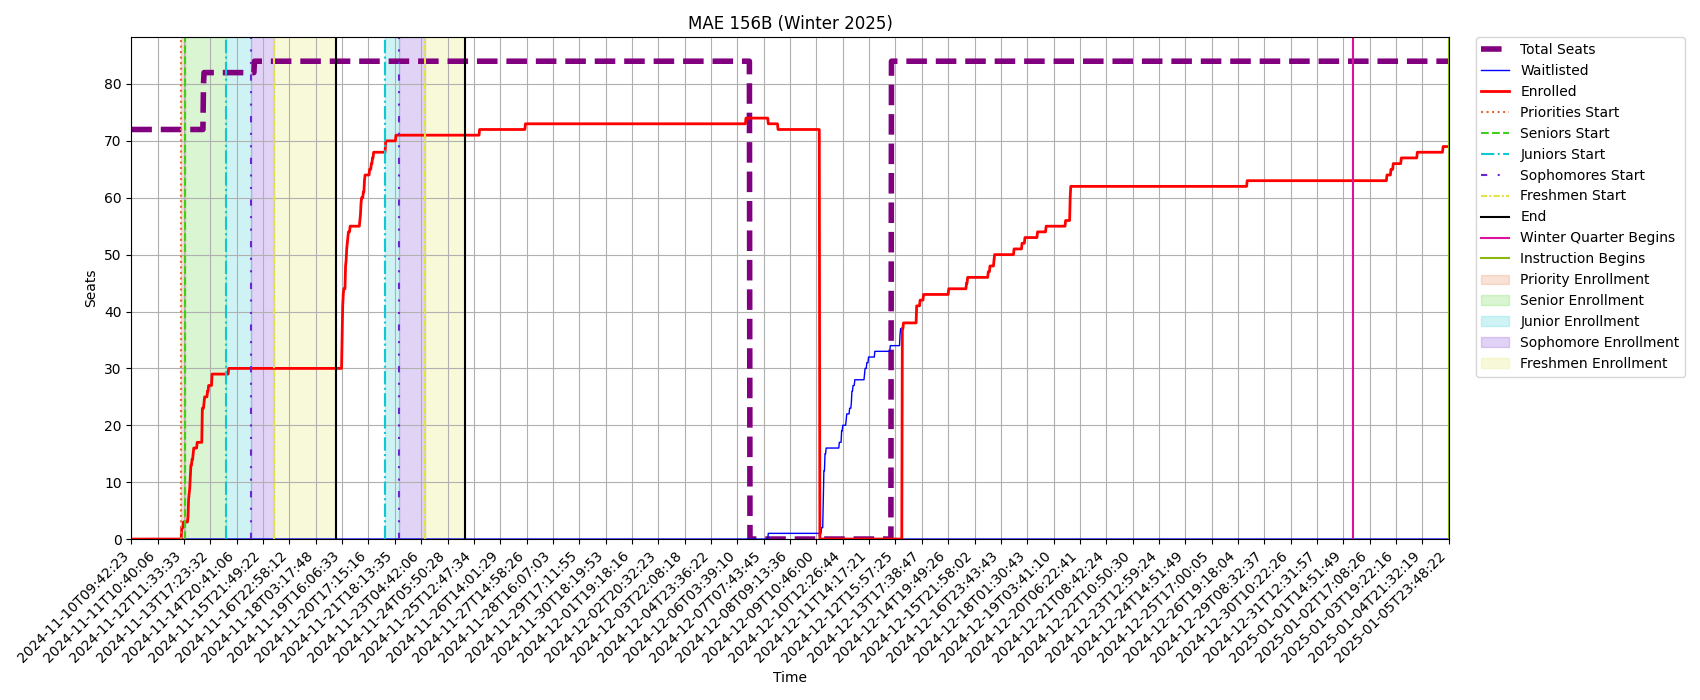 MAE 156B (Winter 2025)
Seats
80
70
60
50
40
30
20
10
0
2024-11-10T09:42:23
2024-11-11T10:40:06
2024-11-12T11:33:33
2024-11-13T17:23:32
2024-11-14T20:41:06
2024-11-15T21:49:22
2024-11-16T22:58:12
2024-11-18T03:17:48
2024-11-19T16:06:33
2024-11-20T17:15:16
2024-11-21T18:13:35
2024-11-23T04:42:06
2024-11-24T05:50:28
2024-11-26T12:47:34
2024-11-27T14:01:29
2024-11-27T14:58:26
2024-11-28T16:07:03
2024-11-29T17:11:55
2024-11-30T18:19:53
2024-12-01T19:18:16
2024-12-02T20:32:23
2024-12-03T22:08:18
2024-12-04T23:36:22
2024-12-06T03:39:10
2024-12-07T07:43:45
2024-12-08T09:13:36
2024-12-09T10:46:00
2024-12-10T12:26:44
2024-12-11T14:17:21
2024-12-12T15:57:25
2024-12-13T17:38:47
2024-12-14T19:49:26
2024-12-15T21:58:02
2024-12-16T23:43:43
2024-12-18T01:30:43
2024-12-19T03:41:10
2024-12-20T06:22:41
2024-12-21T08:42:24
2024-12-22T10:50:30
2024-12-23T12:59:24
2024-12-24T14:51:49
2024-12-25T17:00:05
2024-12-26T19:18:04
2024-12-29T08:32:37
2024-12-30T10:22:26
2024-12-31T12:31:57
2025-01-01T14:51:49
2025-01-02T17:08:26
2025-01-03T19:22:16
2025-01-04T21:32:19
2025-01-05T23:48:22
Time
Total Seats
Waitlisted
Enrolled
Priorities Start
Seniors Start
Juniors Start
Sophomores Start
Freshmen Start
End
Winter Quarter Begins
Instruction Begins
Priority Enrollment
Senior Enrollment
Junior Enrollment
Sophomore Enrollment
Freshmen Enrollment